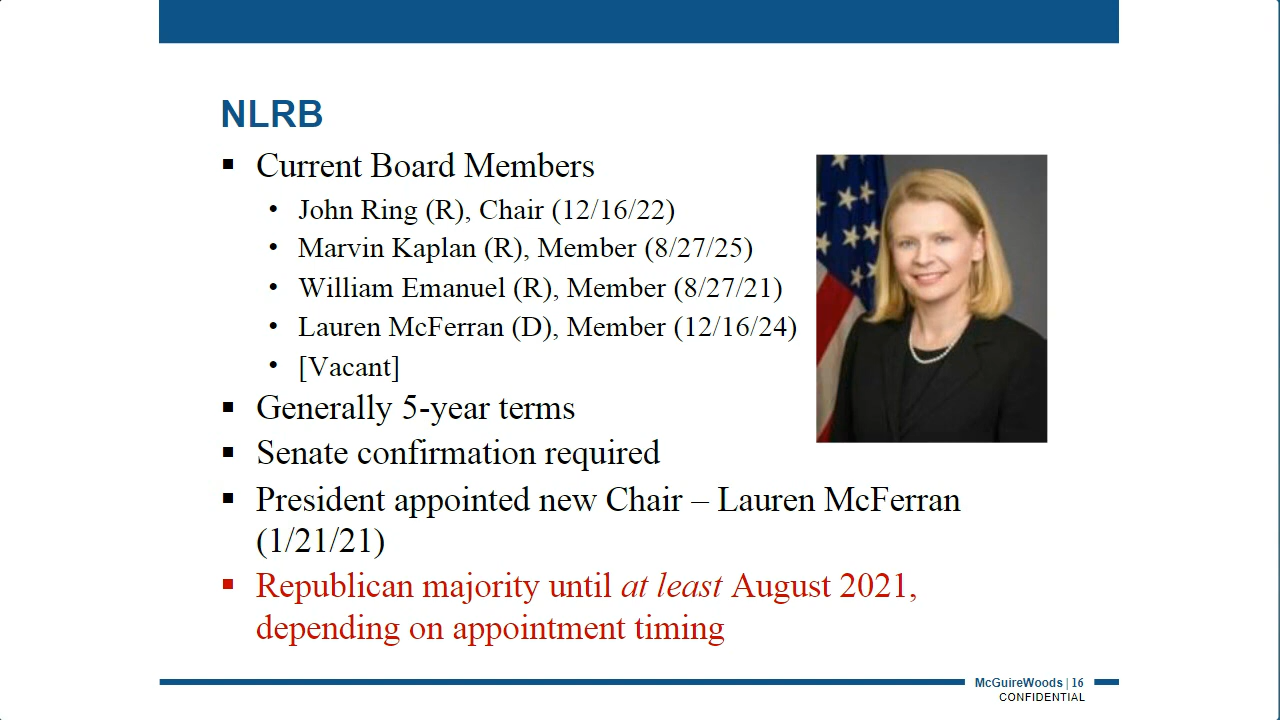 NLRB
▪ Current Board Members
• John Ring (R), Chair (12/16/22)
• Marvin Kaplan (R), Member (8/27/25)
• William Emanuel (R), Member (8/27/21)
• Lauren McFerran (D), Member (12/16/24)
• [Vacant]
▪ Generally 5-year terms
▪ Senate confirmation required
▪ President appointed new Chair – Lauren McFerran
(1/21/21)
▪ Republican majority until at least August 2021,
depending on appointment timing
McGuireWoods | 16
CONFIDENTIAL